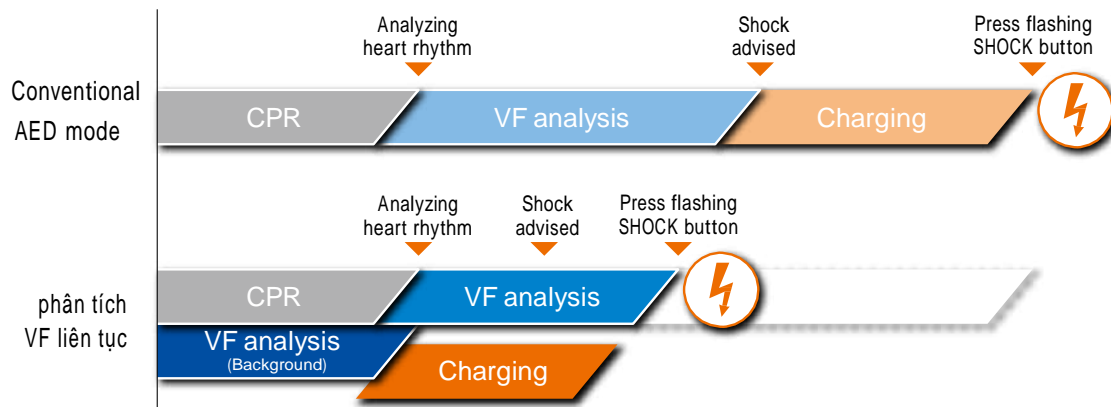 Analyzing
heart rhythm
Shock
advised
Press flashing
SHOCK button
Conventional
AED mode
CPR
VF analysis
Charging
Analyzing
heart rhythm
Shock
advised
Press flashing
SHOCK button
phân tích
VF liên tục
CPR
VF analysis
VF analysis
(Background)
Charging